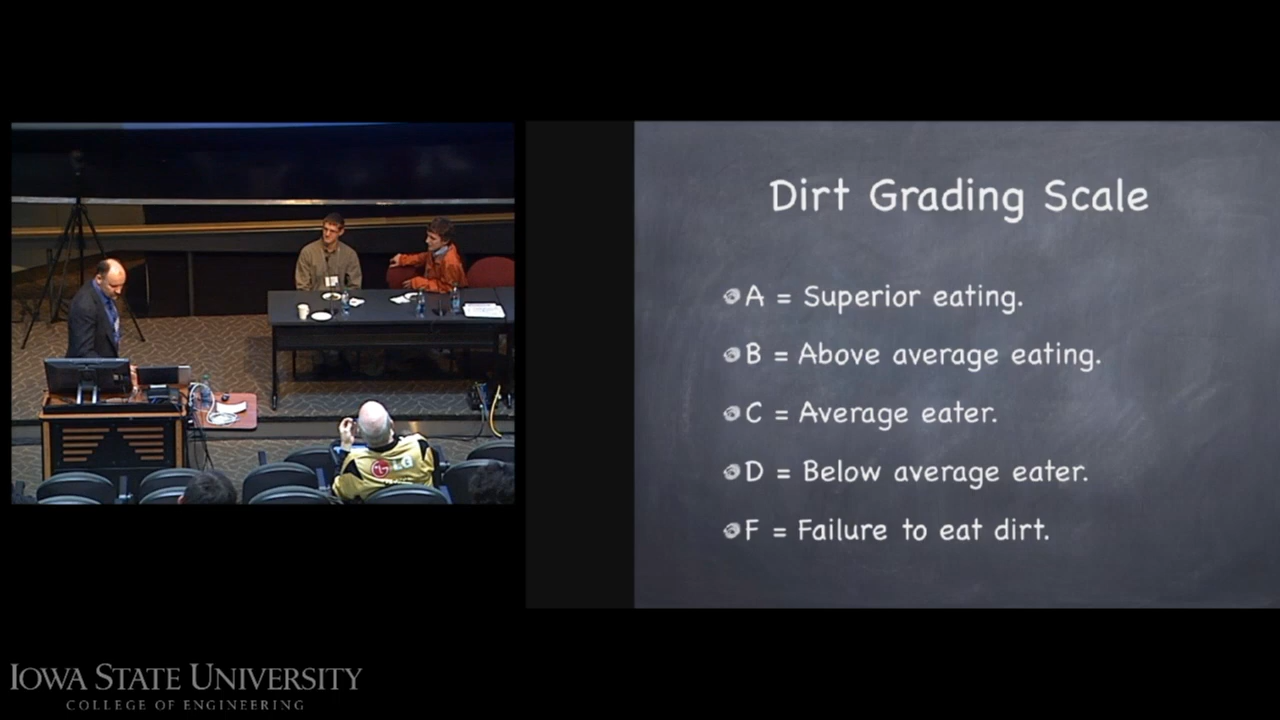 Dirt Grading Scale
A = Superior eating.
B = Above average eating.
C = Average eater.
D = Below average eater.
F = Failure to eat dirt.
LG
IOWA STATE UNIVERSITY
COLLEGE OF ENGINEERING